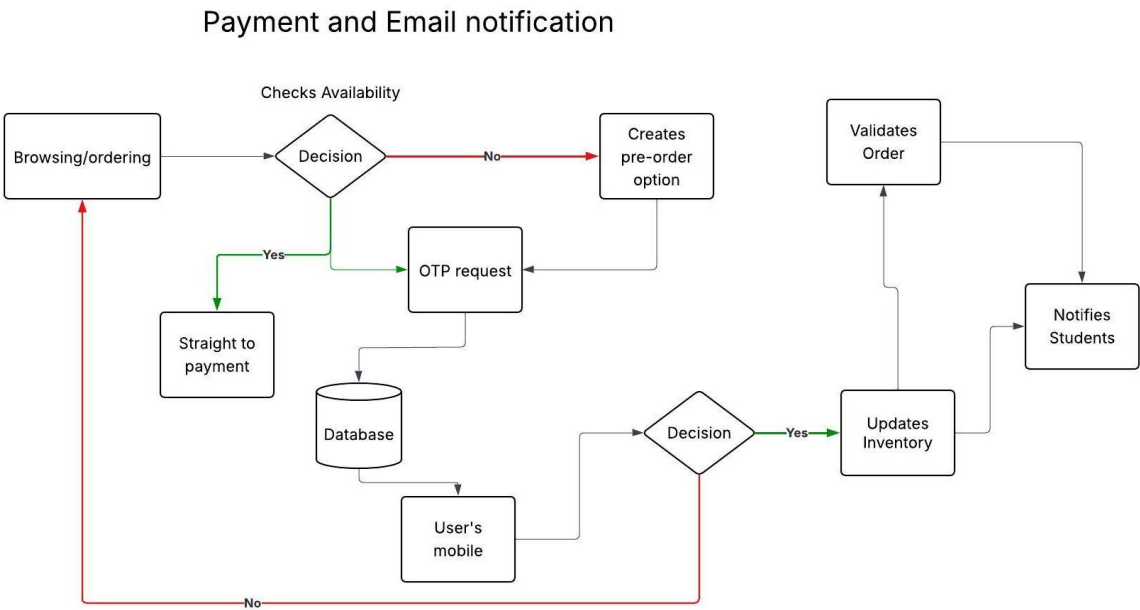 Payment and Email notification
Checks Availability
Browsing/ordering
Decision
No
Creates
pre-order
option
Validates
Order
Yes
OTP request
Straight to
payment
Notifies
Students
Database
Decision
Yes
Updates
Inventory
User's
mobile
No